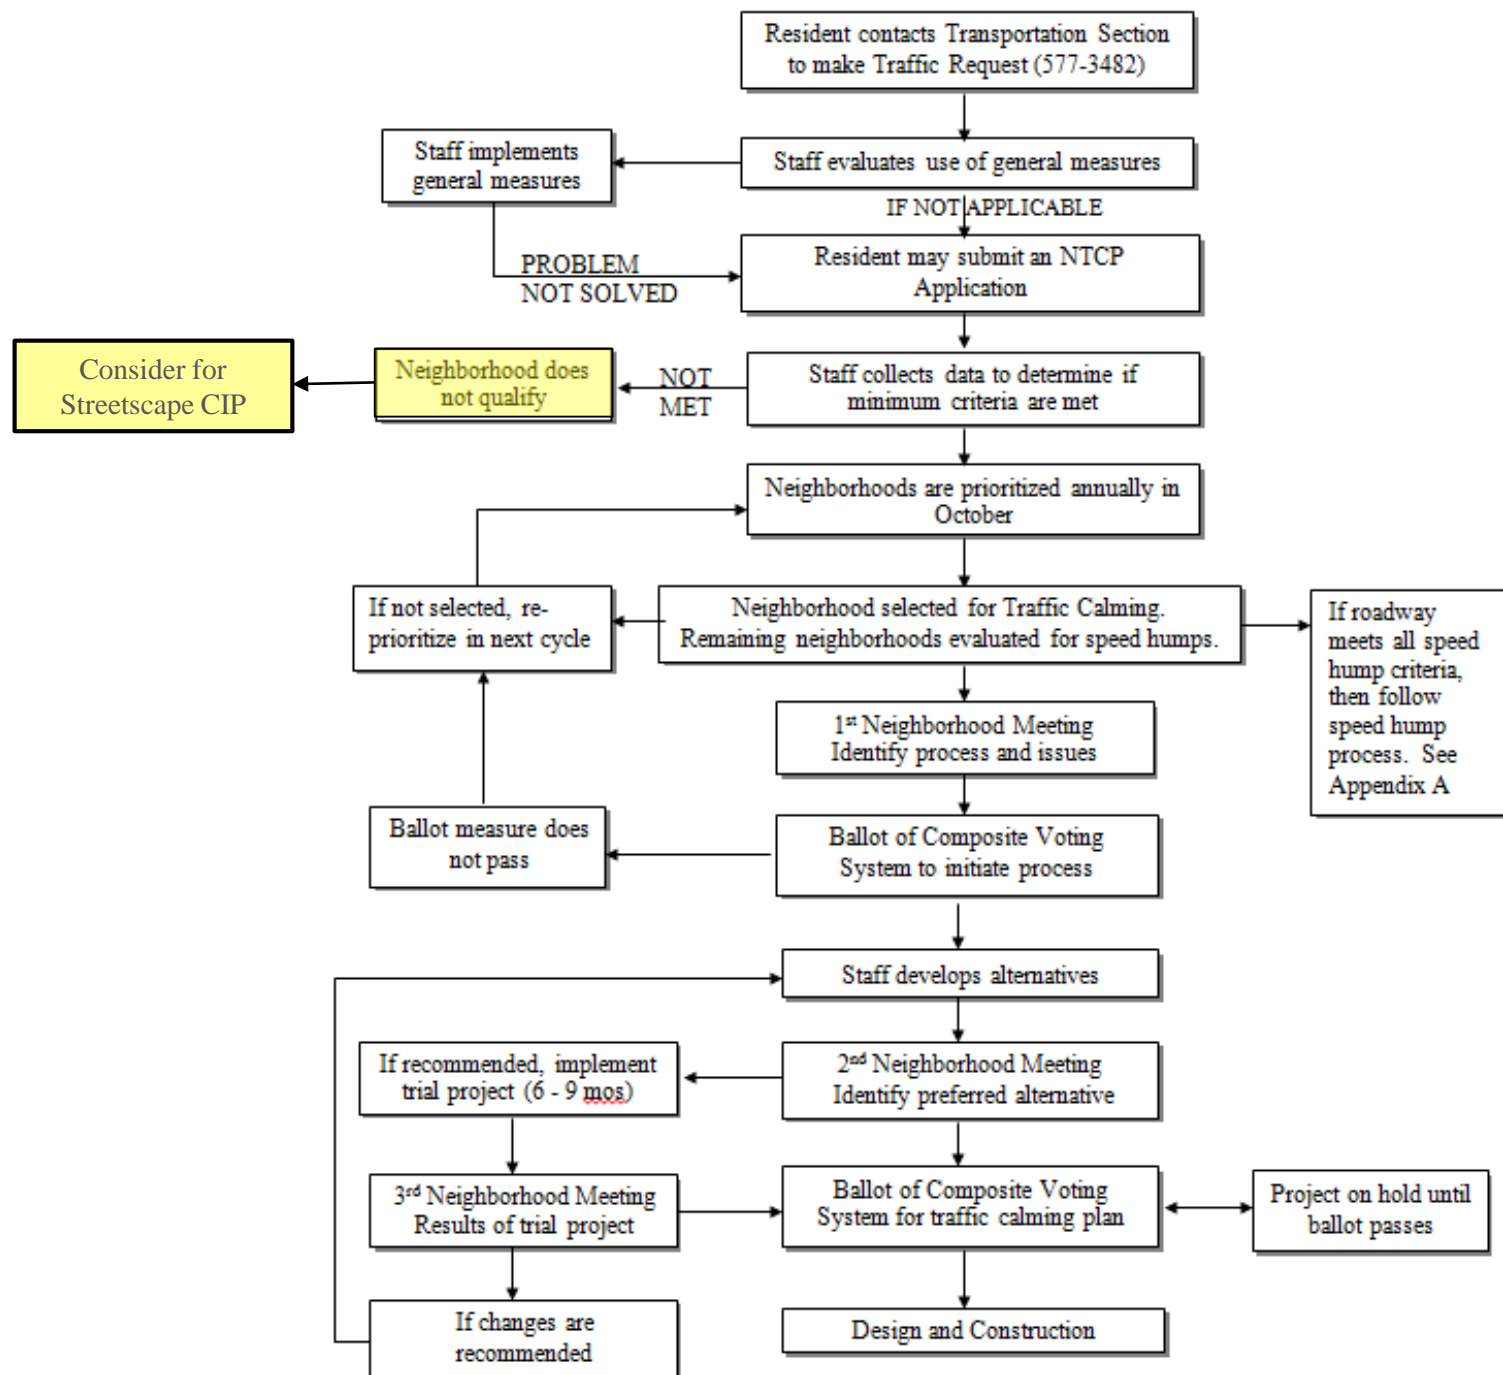 Resident contacts Transportation Section
to make Traffic Request (577-3482)
Staff implements
general measures
Staff evaluates use of general measures
IF NOT APPLICABLE
PROBLEM
NOT SOLVED
Resident may submit an NTCP
Application
Consider for
Streetscape CIP
Neighborhood does
not qualify
NOT
MET
Staff collects data to determine if
minimum criteria are met
Neighborhoods are prioritized annually in
October
If not selected, re-
prioritize in next cycle
Neighborhood selected for Traffic Calming.
Remaining neighborhoods evaluated for speed humps.
If roadway
meets all speed
hump criteria,
then follow
speed hump
process.  See
Appendix A
1st Neighborhood Meeting
Identify process and issues
Ballot measure does
not pass
Ballot of Composite Voting
System to initiate process
Staff develops alternatives
If recommended, implement
trial project (6 - 9 mos)
2nd Neighborhood Meeting
Identify preferred alternative
3rd Neighborhood Meeting
Results of trial project
Ballot of Composite Voting
System for traffic calming plan
Project on hold until
ballot passes
If changes are
recommended
Design and Construction